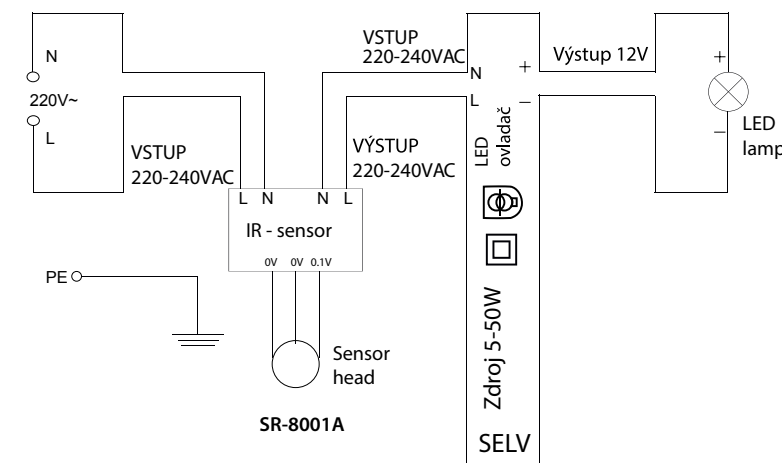 N
220V~
L
VSTUP
220-240VAC
PE
L N N L
IR - sensor
0V 0V 0.1V
Sensor
head
SR-8001A
VSTUP
220-240VAC
VÝSTUP
220-240VAC
N +
L −
LED
ovladač
Zdroj 5-50W
SELV
Výstup 12V
+
−
LED
lamp